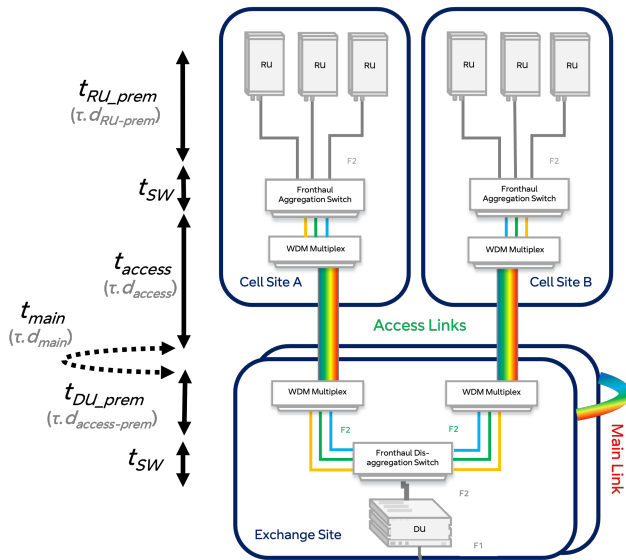 t_RU_prem
(τ.d_RU-prem)
t_SW
t_access
(τ.d_access)
t_main
(τ.d_main)
t_DU_prem
(τ.d_access-prem)
t_SW
RU
RU
RU
F2
Fronthaul
Aggregation Switch
WDM Multiplex
Cell Site A
RU
RU
RU
F2
Fronthaul
Aggregation Switch
WDM Multiplex
Cell Site B
Access Links
WDM Multiplex
WDM Multiplex
F2
F2
Fronthaul Dis-
aggregation Switch
F2
DU
F1
Exchange Site
Main Link